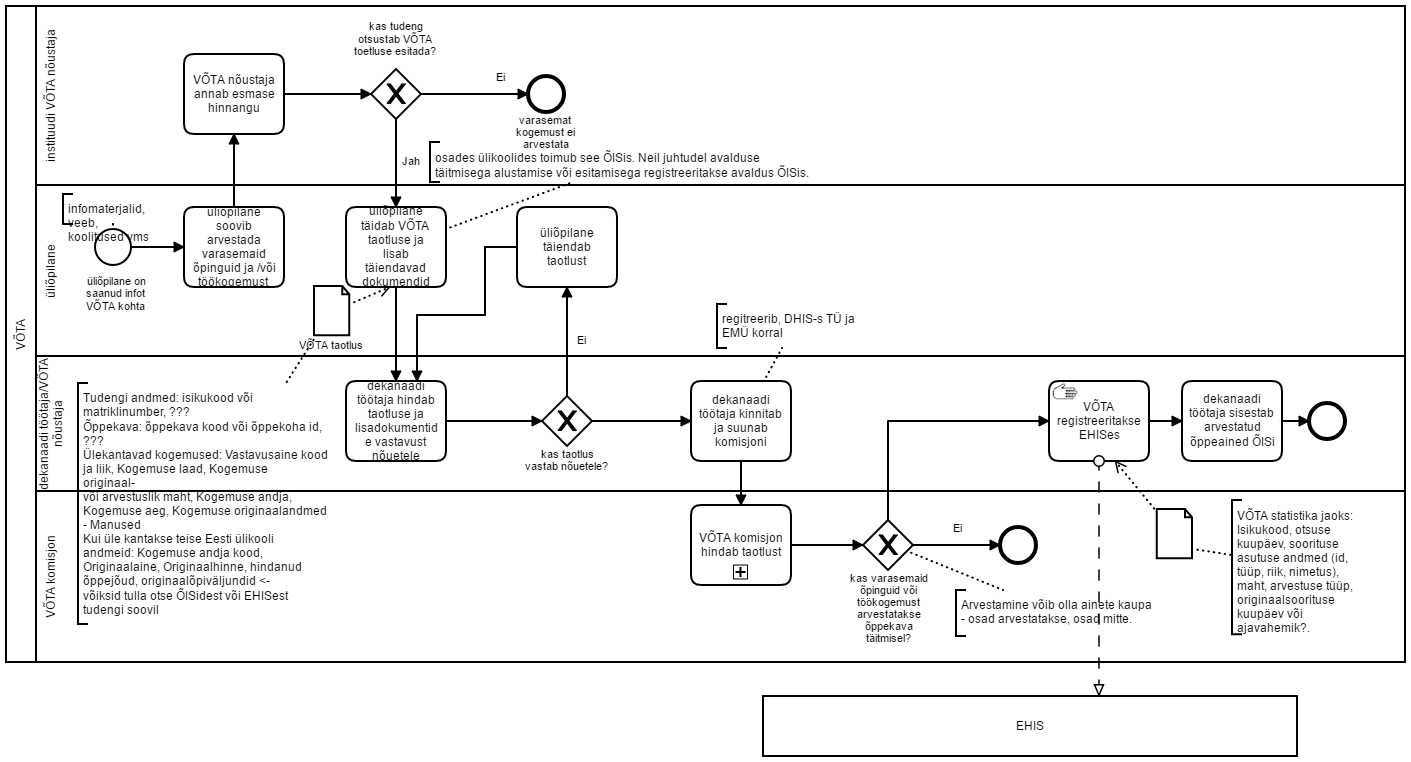 VÕTA
instituudi VÕTA nõustaja
kas tudeng
otsustab VÕTA
toetluse esitada?
VÕTA nõustaja
annab esmase
hinnangu
Ei
varasemat
kogemust ei
arvestata
Jah
osades ülikoolides toimub see ÕISis. Neil juhtudel avalduse
täitmisega alustamise või esitamisega registreeritakse avaldus ÕISis.
üliõpilane
infomaterjalid,
veeb,
koolitused vms
üliõpilane on
saanud infot
VÕTA kohta
üliõpilane
soovib
arvestada
varasemaid
õpinguid ja /või
töökogemust
üliõpilane
täidab VÕTA
taotluse ja
lisab
täiendavad
dokumendid
üliõpilane
täiendab
taotlust
VÕTA taotlus
Ei
regitreerib, DHIS-s TÜ ja
EMÜ korral
dekanaadi töötaja/VÕTA
nõustaja
Tudengi andmed: isikukood või
matriklinumber, ???
Õppekava: õppekava kood või õppekoha id,
???
Ülekantavad kogemused: Vastavusaine kood
ja liik, Kogemuse laad, Kogemuse
originaal-
või arvestuslik maht, Kogemuse andja,
Kogemuse aeg, Kogemuse originaalandmed
- Manused
Kui üle kantakse teise Eesti ülikooli
andmeid: Kogemuse andja kood,
Originaalaine, Originaalhinne, hindanud
õppejõud, originaalõpiväljundid <-
võiksid tulla otse ÕISidest või EHISest
tudengi soovil
dekanaadi
töötaja hindab
taotluse ja
lisadokumentid
e vastavust
nõuetele
kas taotlus
vastab nõuetele?
dekanaadi
töötaja kinnitab
ja suunab
komisjoni
VÕTA
registreeritakse
EHISes
dekanaadi
töötaja sisestab
arvestatud
õppeained ÕISi
VÕTA komisjon
VÕTA komisjon
hindab taotlust
Ei
kas varasemaid
õpinguid või
töökogemust
arvestatakse
õppekava
täitmisel?
Arvestamine võib olla ainete kaupa
- osad arvestatakse, osad mitte.
VÕTA statistika jaoks:
Isikukood, otsuse
kuupäev, soorituse
asutuse andmed (id,
tüüp, riik, nimetus),
maht, arvestuse tüüp,
originaalsoorituse
kuupäev või
ajavahemik?.
EHIS